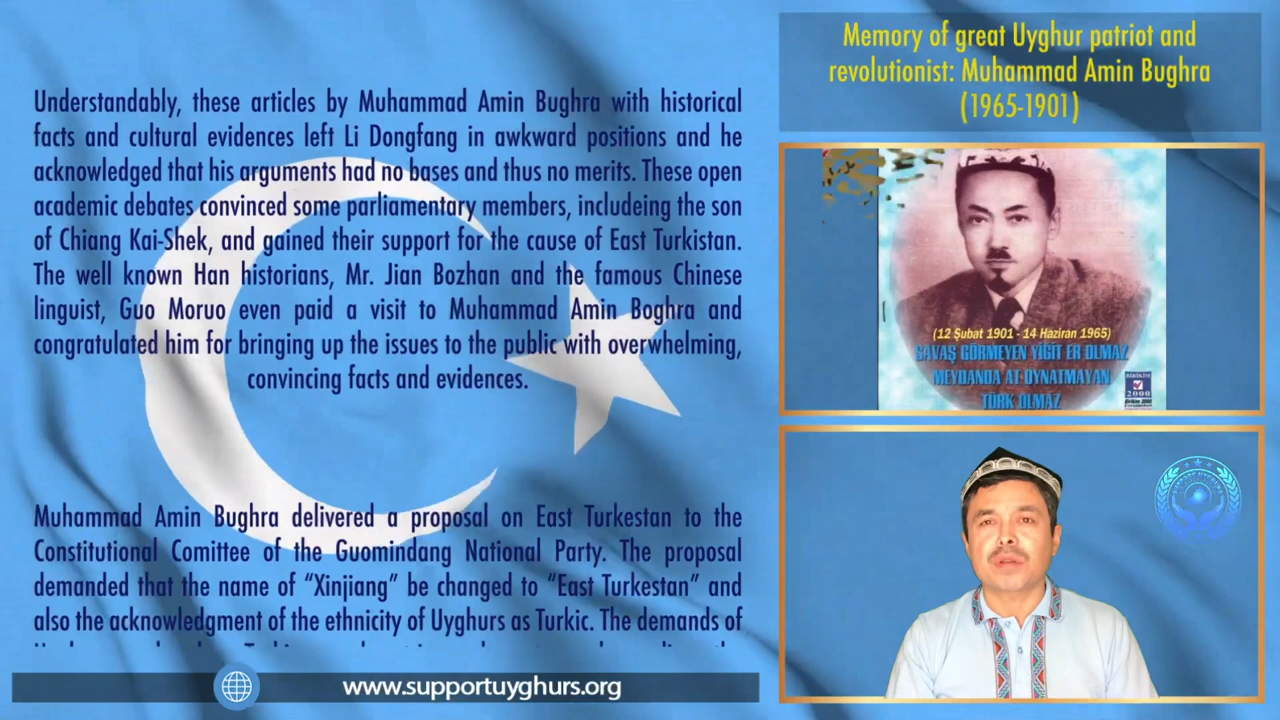 Understandably, these articles by Muhammad Amin Bughra with historical
facts and cultural evidences left Li Dongfang in awkward positions and he
acknowledged that his arguments had no bases and thus no merits. These open
academic debates convinced some parliamentary members, includeing the son
of Chiang Kai-Shek, and gained their support for the cause of East Turkistan.
The well known Han historians, Mr. Jian Bozhan and the famous Chinese
linguist, Guo Moruo even paid a visit to Muhammad Amin Boghra and
congratulated him for bringing up the issues to the public with overwhelming,
convincing facts and evidences.
Muhammad Amin Bughra delivered a proposal on East Turkestan to the
Constitutional Comittee of the Guomindang National Party. The proposal
demanded that the name of “Xinjiang” be changed to “East Turkestan” and
also the acknowledgment of the ethnicity of Uyghurs as Turkic. The demands of
www.supportuyghurs.org
Memory of great Uyghur patriot and
revolutionist: Muhammad Amin Bughra
(1965-1901)
(12 Şubat 1901 - 14 Haziran 1965)
SAVAŞ GÖRMEYEN YİĞİT ER OLMAZ
MEYDANDA AT OYNATMAYAN
TÜRK OLMAZ
BİRİKİM
2000